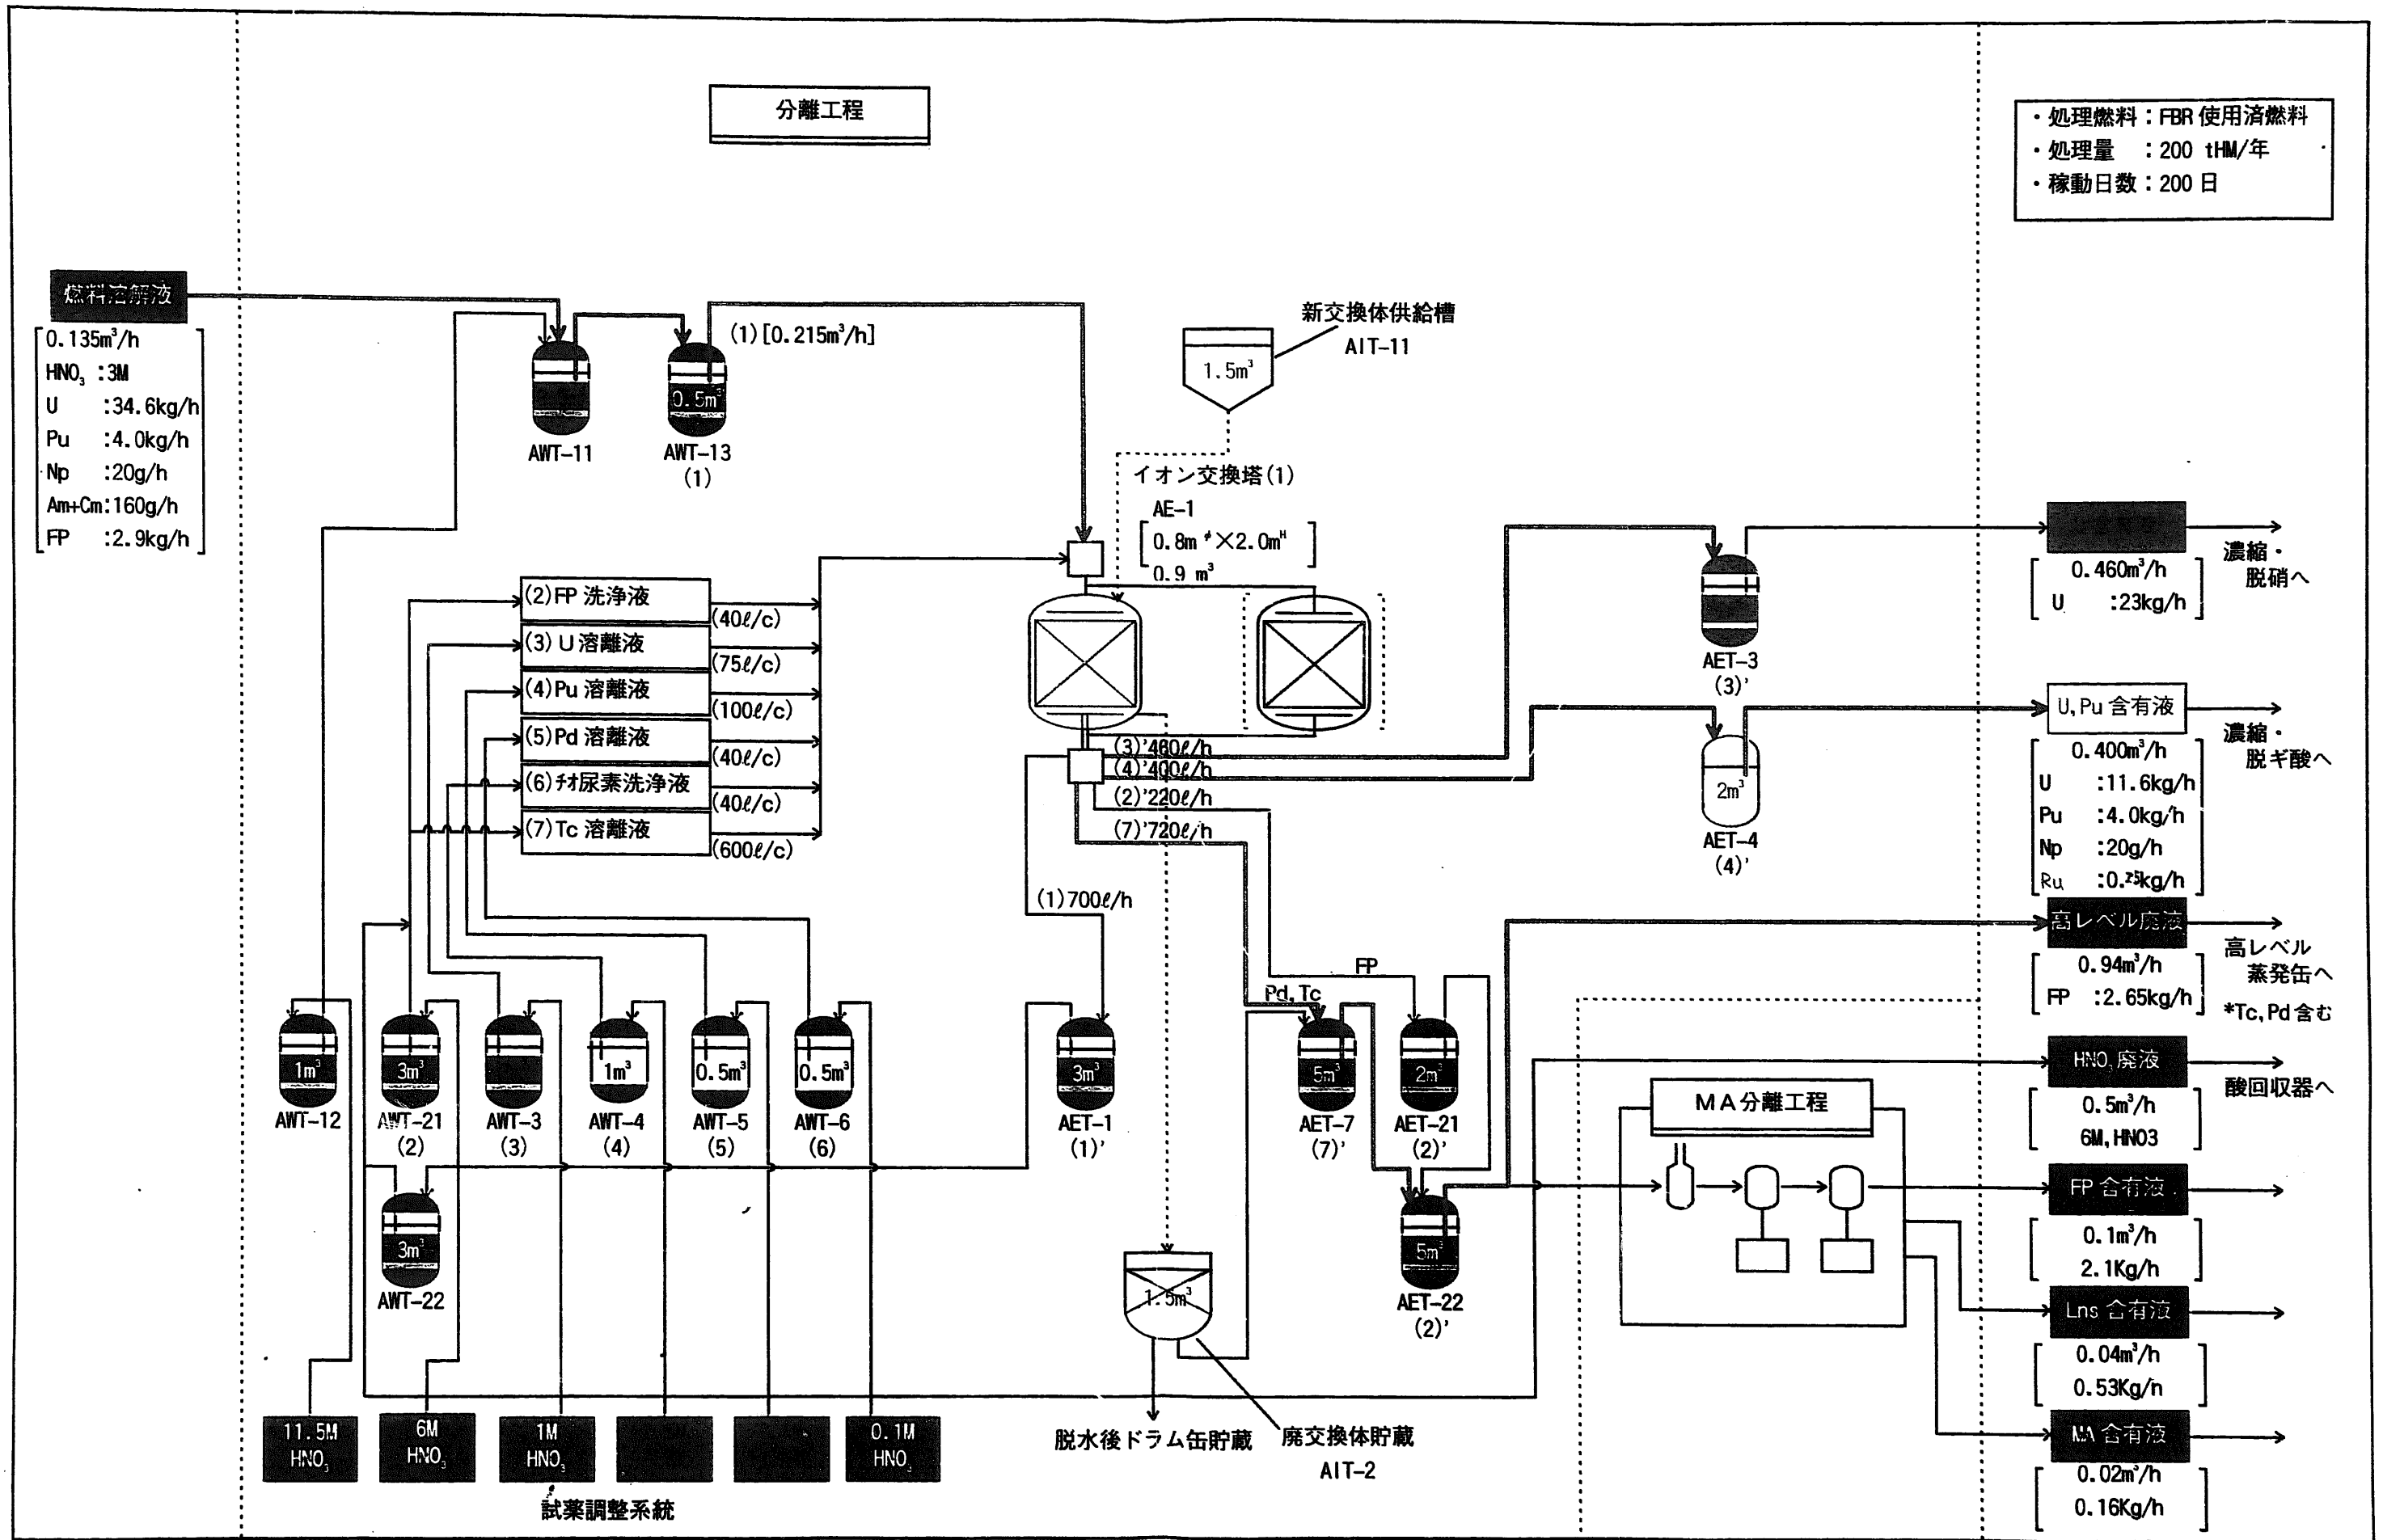 分離工程
・処理燃料：FBR 使用済燃料
・処理量　：200 tHM/年
・稼動日数：200 日
燃料溶解液
0.135m³/h
HNO₃ :3M
U :34.6kg/h
Pu :4.0kg/h
Np :20g/h
Am+Cm:160g/h
FP :2.9kg/h
AWT-11
(1)[0.215m³/h]
0.5m³
AWT-13
(1)
新交換体供給槽
AIT-11
1.5m³
イオン交換塔(1)
AE-1
0.8mᶲ×2.0mᴴ
0.9 m³
(2)FP 洗浄液
(40ℓ/c)
(3)U 溶離液
(75ℓ/c)
(4)Pu 溶離液
(100ℓ/c)
(5)Pd 溶離液
(40ℓ/c)
(6)ﾁｵ尿素洗浄液
(40ℓ/c)
(7)Tc 溶離液
(600ℓ/c)
(3)'460ℓ/h
(4)'400ℓ/h
(2)'220ℓ/h
(7)'720ℓ/h
(1)700ℓ/h
FP
Pd,Tc
AET-3
(3)'
2m³
AET-4
(4)'
0.460m³/h
U :23kg/h
濃縮・
脱硝へ
U,Pu 含有液
0.400m³/h
U :11.6kg/h
Pu :4.0kg/h
Np :20g/h
Ru :0.25kg/h
濃縮・
脱ギ酸へ
高レベル廃液
0.94m³/h
FP :2.65kg/h
高レベル
蒸発缶へ
*Tc,Pd 含む
HNO₃廃液
0.5m³/h
6M,HNO3
酸回収器へ
FP 含有液
0.1m³/h
2.1Kg/h
Lns 含有液
0.04m³/h
0.53Kg/h
MA 含有液
0.02m³/h
0.16Kg/h
MA分離工程
1m³
AWT-12
3m³
AWT-21
(2)
AWT-3
(3)
1m³
AWT-4
(4)
0.5m³
AWT-5
(5)
0.5m³
AWT-6
(6)
3m³
AET-1
(1)'
5m³
AET-7
(7)'
2m³
AET-21
(2)'
3m³
AWT-22
5m³
AET-22
(2)'
1.5m³
脱水後ドラム缶貯蔵
廃交換体貯蔵
AIT-2
11.5M
HNO₃
6M
HNO₃
1M
HNO₃
0.1M
HNO₃
試薬調整系統